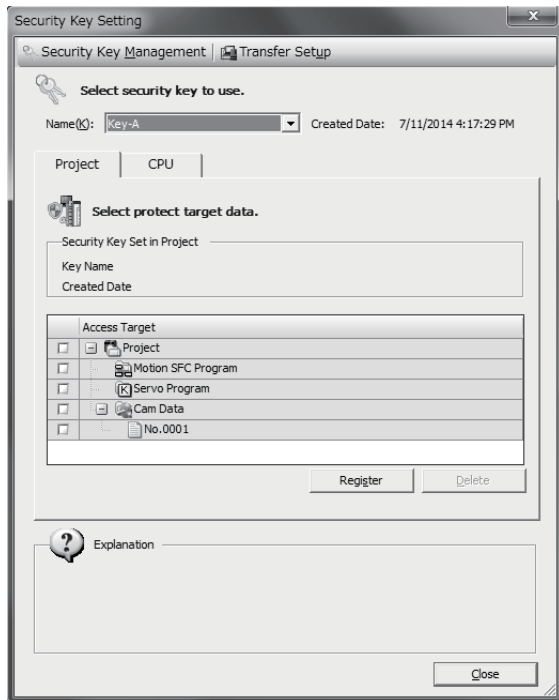 Security Key Setting
Security Key Management | Transfer Setup
Select security key to use.
Name(K): Key-A Created Date: 7/11/2014 4:17:29 PM
Project CPU
Select protect target data.
Security Key Set in Project
Key Name
Created Date
Access Target
Project
Motion SFC Program
K Servo Program
Cam Data
No.0001
Register Delete
? Explanation
Close